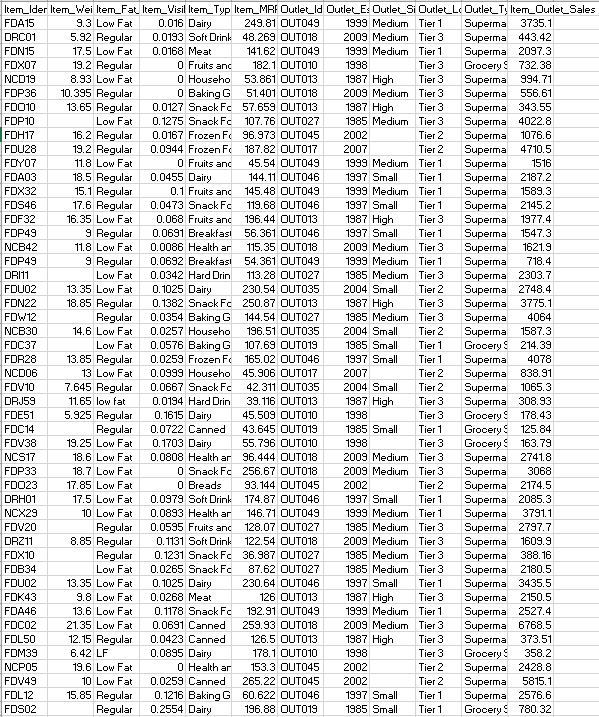 Item_Iden Item_Wei Item_Fat_ Item_Visi Item_Typ Item_MRP Outlet_Id Outlet_Es Outlet_Si Outlet_Lo Outlet_Ty Item_Outlet_Sales
FDA15 9.3 Low Fat 0.016 Dairy 249.81 OUT049 1999 Medium Tier 1 Superma 3735.1
DRC01 5.92 Regular 0.0193 Soft Drink 48.269 OUT018 2009 Medium Tier 3 Superma 443.42
FDN15 17.5 Low Fat 0.0168 Meat 141.62 OUT049 1999 Medium Tier 1 Superma 2097.3
FDX07 19.2 Regular 0 Fruits and 182.1 OUT010 1998 Tier 3 Grocery S 732.38
NCD19 8.93 Low Fat 0 Househo 53.861 OUT013 1987 High Tier 3 Superma 994.71
FDP36 10.395 Regular 0 Baking G 51.401 OUT018 2009 Medium Tier 3 Superma 556.61
FDO10 13.65 Regular 0.0127 Snack Fo 57.659 OUT013 1987 High Tier 3 Superma 343.55
FDP10 Low Fat 0.1275 Snack Fo 107.76 OUT027 1985 Medium Tier 3 Superma 4022.8
FDH17 16.2 Regular 0.0167 Frozen Fo 96.973 OUT045 2002 Tier 2 Superma 1076.6
FDU28 19.2 Regular 0.0944 Frozen Fo 187.82 OUT017 2007 Tier 2 Superma 4710.5
FDY07 11.8 Low Fat 0 Fruits and 45.54 OUT049 1999 Medium Tier 1 Superma 1516
FDA03 18.5 Regular 0.0455 Dairy 144.11 OUT046 1997 Small Tier 1 Superma 2187.2
FDX32 15.1 Regular 0.1 Fruits and 145.48 OUT049 1999 Medium Tier 1 Superma 1589.3
FDS46 17.6 Regular 0.0473 Snack Fo 119.68 OUT046 1997 Small Tier 1 Superma 2145.2
FDF32 16.35 Low Fat 0.068 Fruits and 196.44 OUT013 1987 High Tier 3 Superma 1977.4
FDP49 9 Regular 0.0691 Breakfas 56.361 OUT046 1997 Small Tier 1 Superma 1547.3
NCB42 11.8 Low Fat 0.0086 Health an 115.35 OUT018 2009 Medium Tier 3 Superma 1621.9
FDP49 9 Regular 0.0692 Breakfas 54.361 OUT049 1999 Medium Tier 1 Superma 718.4
DRI11 Low Fat 0.0342 Hard Drin 113.28 OUT027 1985 Medium Tier 3 Superma 2303.7
FDU02 13.35 Low Fat 0.1025 Dairy 230.54 OUT035 2004 Small Tier 2 Superma 2748.4
FDN22 18.85 Regular 0.1382 Snack Fo 250.87 OUT013 1987 High Tier 3 Superma 3775.1
FDW12 Regular 0.0354 Baking G 144.54 OUT027 1985 Medium Tier 3 Superma 4064
NCB30 14.6 Low Fat 0.0257 Househo 196.51 OUT035 2004 Small Tier 2 Superma 1587.3
FDC37 Low Fat 0.0576 Baking G 107.69 OUT019 1985 Small Tier 1 Grocery S 214.39
FDR28 13.85 Regular 0.0259 Frozen Fo 165.02 OUT046 1997 Small Tier 1 Superma 4078
NCD06 13 Low Fat 0.0999 Househo 45.906 OUT017 2007 Tier 2 Superma 838.91
FDV10 7.645 Regular 0.0667 Snack Fo 42.311 OUT035 2004 Small Tier 2 Superma 1065.3
DRJ59 11.65 low fat 0.0194 Hard Drin 39.116 OUT013 1987 High Tier 3 Superma 308.93
FDE51 5.925 Regular 0.1615 Dairy 45.509 OUT010 1998 Tier 3 Grocery S 178.43
FDC14 Regular 0.0722 Canned 43.645 OUT019 1985 Small Tier 1 Grocery S 125.84
FDV38 19.25 Low Fat 0.1703 Dairy 55.796 OUT010 1998 Tier 3 Grocery S 163.79
NCS17 18.6 Low Fat 0.0808 Health an 96.444 OUT018 2009 Medium Tier 3 Superma 2741.8
FDP33 18.7 Low Fat 0 Snack Fo 256.67 OUT018 2009 Medium Tier 3 Superma 3068
FDO23 17.85 Low Fat 0 Breads 93.144 OUT045 2002 Tier 2 Superma 2174.5
DRH01 17.5 Low Fat 0.0979 Soft Drink 174.87 OUT046 1997 Small Tier 1 Superma 2085.3
NCX29 10 Low Fat 0.0893 Health an 146.71 OUT049 1999 Medium Tier 1 Superma 3791.1
FDV20 Regular 0.0595 Fruits and 128.07 OUT027 1985 Medium Tier 3 Superma 2797.7
DRZ11 8.85 Regular 0.1131 Soft Drink 122.54 OUT018 2009 Medium Tier 3 Superma 1609.9
FDX10 Regular 0.1231 Snack Fo 36.987 OUT027 1985 Medium Tier 3 Superma 388.16
FDB34 Low Fat 0.0265 Snack Fo 87.62 OUT027 1985 Medium Tier 3 Superma 2180.5
FDU02 13.35 Low Fat 0.1025 Dairy 230.64 OUT046 1997 Small Tier 1 Superma 3435.5
FDK43 9.8 Low Fat 0.0268 Meat 126 OUT013 1987 High Tier 3 Superma 2150.5
FDA46 13.6 Low Fat 0.1178 Snack Fo 192.91 OUT049 1999 Medium Tier 1 Superma 2527.4
FDC02 21.35 Low Fat 0.0691 Canned 259.93 OUT018 2009 Medium Tier 3 Superma 6768.5
FDL50 12.15 Regular 0.0423 Canned 126.5 OUT013 1987 High Tier 3 Superma 373.51
FDM39 6.42 LF 0.0895 Dairy 178.1 OUT010 1998 Tier 3 Grocery S 358.2
NCP05 19.6 Low Fat 0 Health an 153.3 OUT045 2002 Tier 2 Superma 2428.8
FDV49 10 Low Fat 0.0259 Canned 265.22 OUT045 2002 Tier 2 Superma 5815.1
FDL12 15.85 Regular 0.1216 Baking G 60.622 OUT046 1997 Small Tier 1 Superma 2576.6
FDS02 Regular 0.2554 Dairy 196.88 OUT019 1985 Small Tier 1 Grocery S 780.32